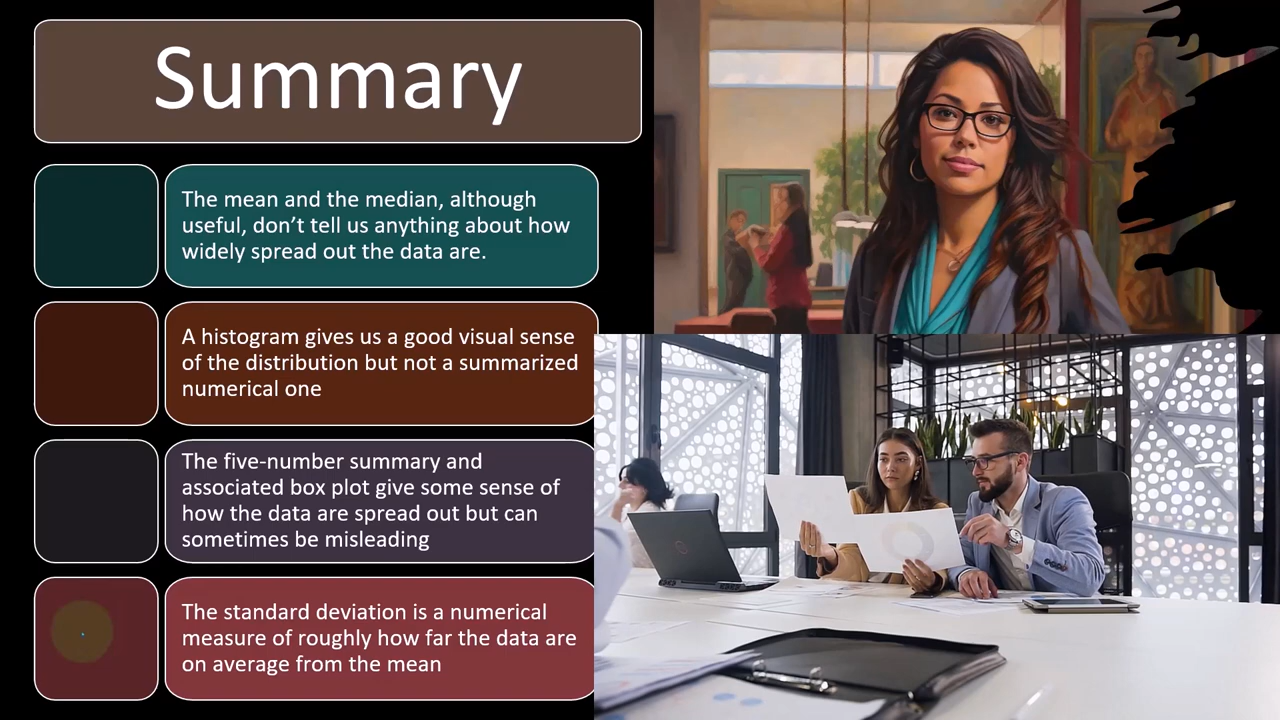 Summary
The mean and the median, although
useful, don’t tell us anything about how
widely spread out the data are.
A histogram gives us a good visual sense
of the distribution but not a summarized
numerical one
The five-number summary and
associated box plot give some sense of
how the data are spread out but can
sometimes be misleading
The standard deviation is a numerical
measure of roughly how far the data are
on average from the mean